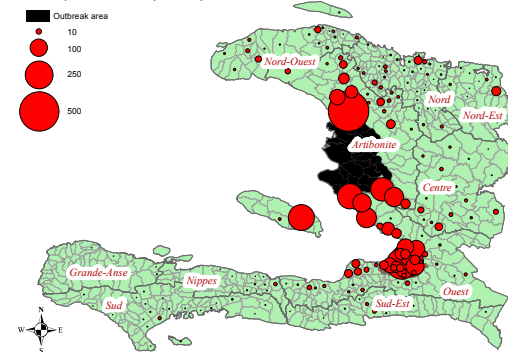 Outbreak area
10
100
250
500
Nord-Ouest
Nord
Nord-Est
Artibonite
Centre
Grande-Anse
Nippes
Sud
Sud-Est
Ouest
N
W E
S